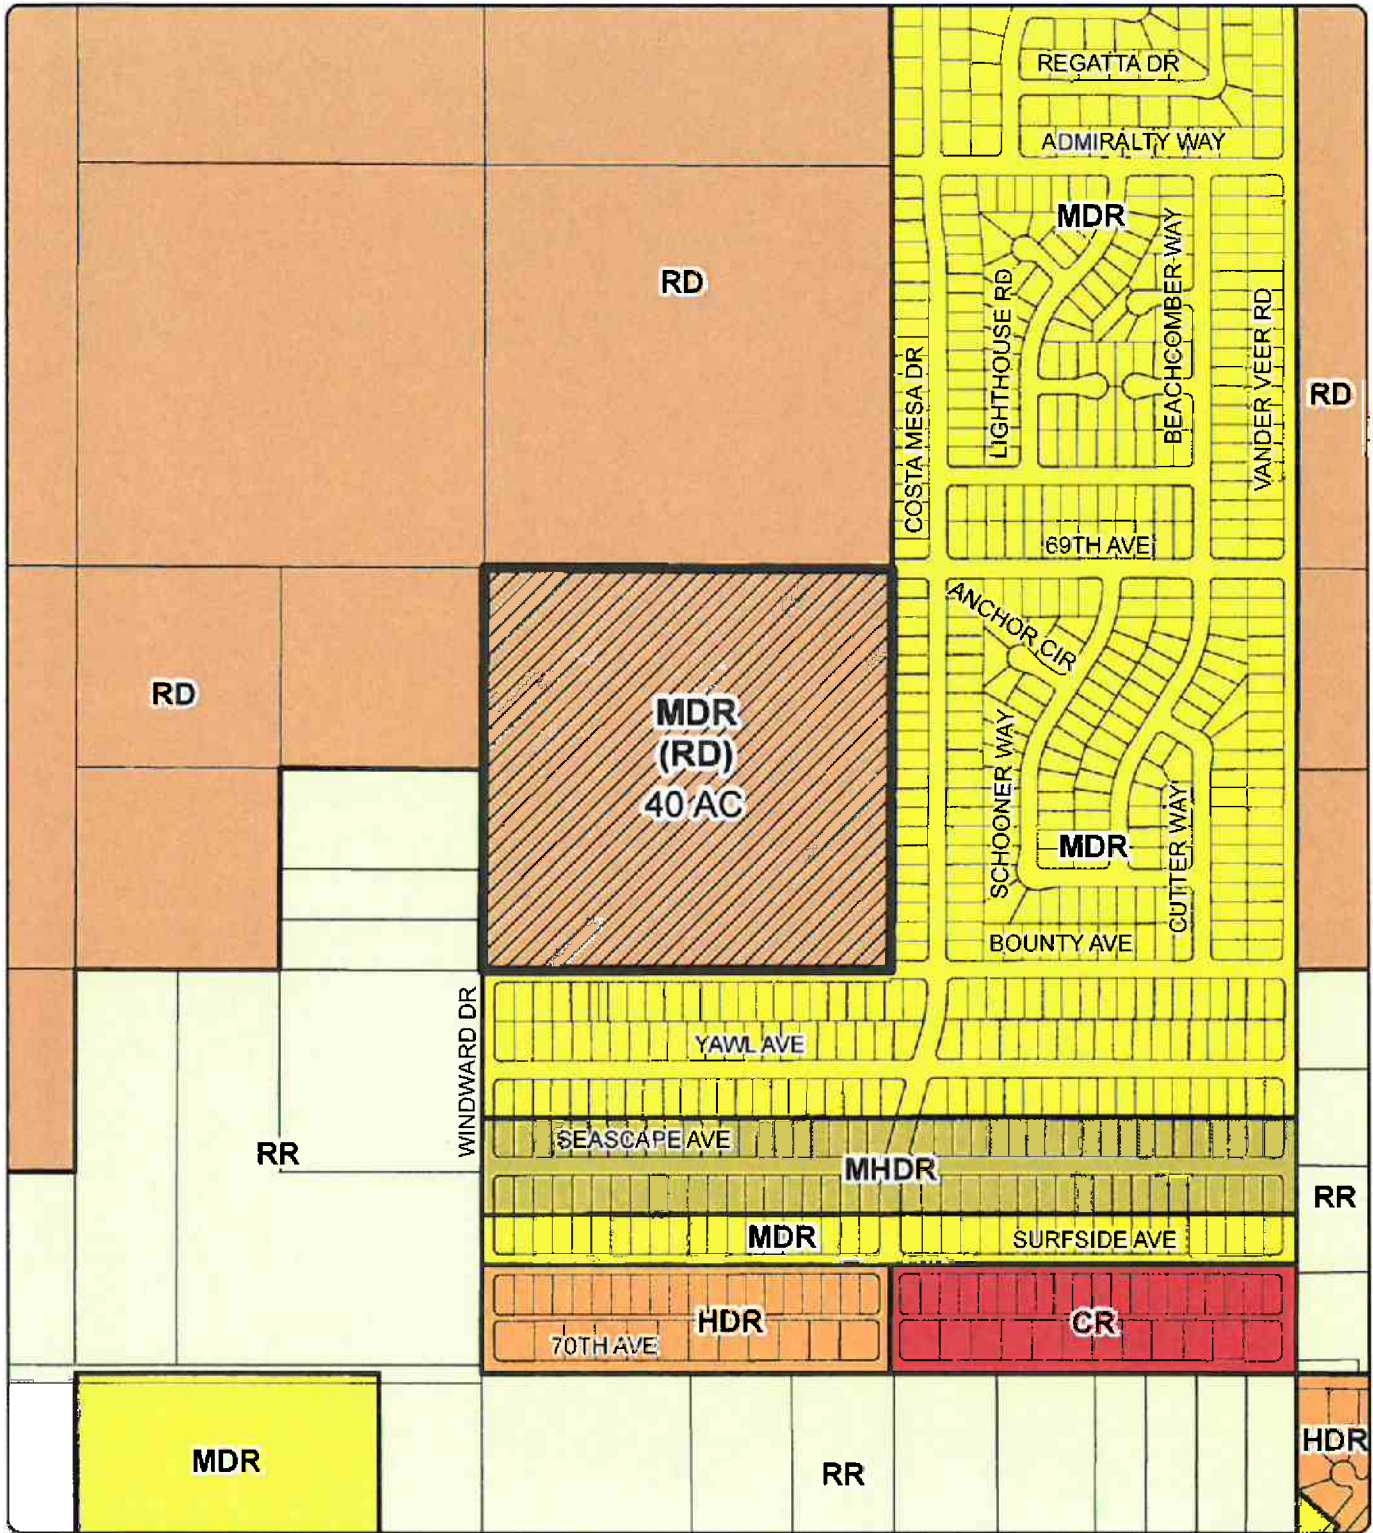 REGATTA DR
ADMIRALTY WAY
MDR
RD
LIGHTHOUSE RD
BEACHCOMBER WAY
VANDER VEER RD
COSTA MESA DR
RD
69TH AVE
ANCHOR CIR
RD
MDR
(RD)
40 AC
SCHOONER WAY
CUTTER WAY
MDR
BOUNTY AVE
WINDWARD DR
YAWL AVE
SEASCAPE AVE
RR
MHDR
RR
MDR
SURFSIDE AVE
HDR
CR
70TH AVE
HDR
MDR
RR